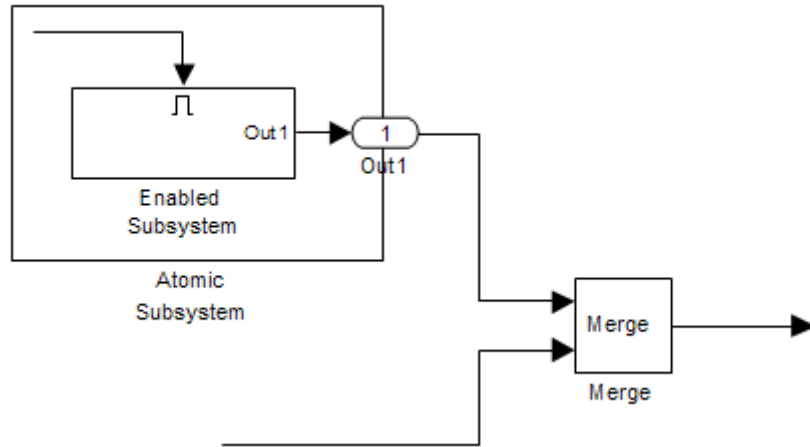 Out1
Enabled
Subsystem
1
Out1
Atomic
Subsystem
Merge
Merge